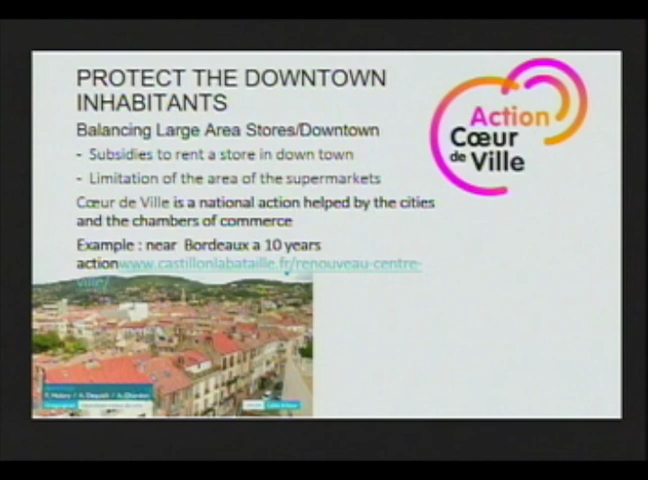 PROTECT THE DOWNTOWN
INHABITANTS
Balancing Large Area Stores/Downtown
- Subsidies to rent a store in down town
- Limitation of the area of the supermarkets
Cœur de Ville is a national action helped by the cities
and the chambers of commerce
Example : near Bordeaux a 10 years
actionwww.castillonlabataille.fr/renouveau-centre-
ville/
Action
Cœur
de Ville